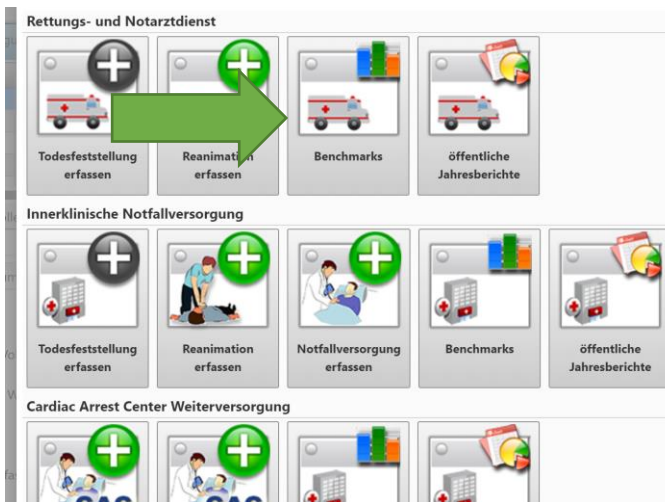 Rettungs- und Notarztdienst
Todesfeststellung
erfassen
Reanimation
erfassen
Benchmarks
öffentliche
Jahresberichte
Innerklinische Notfallversorgung
Todesfeststellung
erfassen
Reanimation
erfassen
Notfallversorgung
erfassen
Benchmarks
öffentliche
Jahresberichte
Cardiac Arrest Center Weiterversorgung